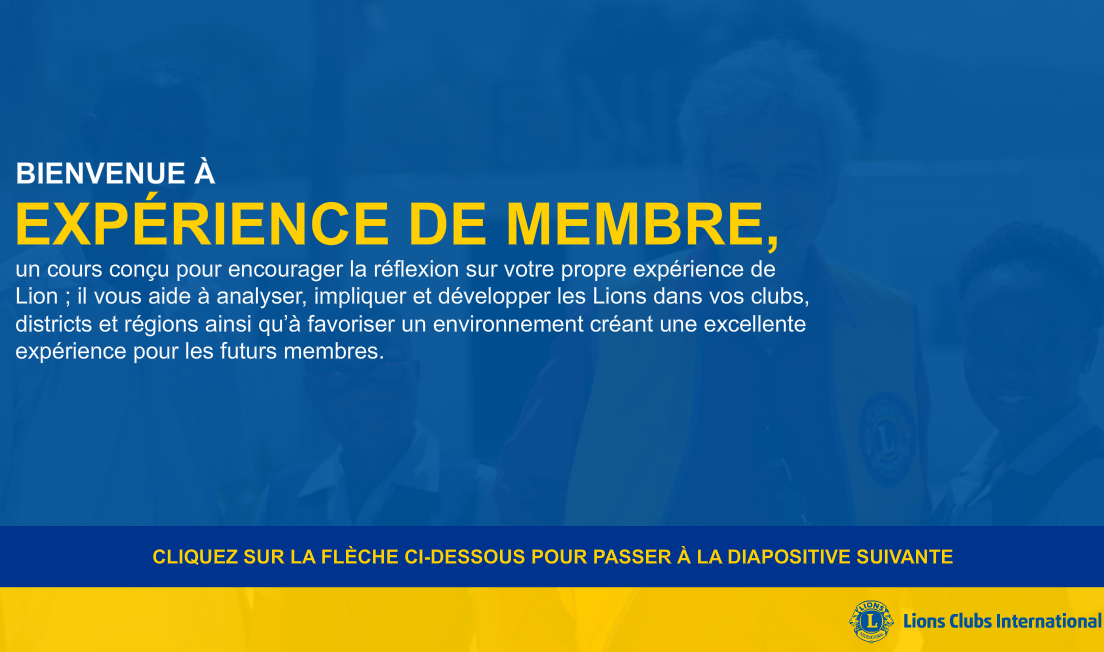 BIENVENUE À
EXPÉRIENCE DE MEMBRE,
un cours conçu pour encourager la réflexion sur votre propre expérience de
Lion ; il vous aide à analyser, impliquer et développer les Lions dans vos clubs,
districts et régions ainsi qu’à favoriser un environnement créant une excellente
expérience pour les futurs membres.
CLIQUEZ SUR LA FLÈCHE CI-DESSOUS POUR PASSER À LA DIAPOSITIVE SUIVANTE
LIONS
L
Lions Clubs International